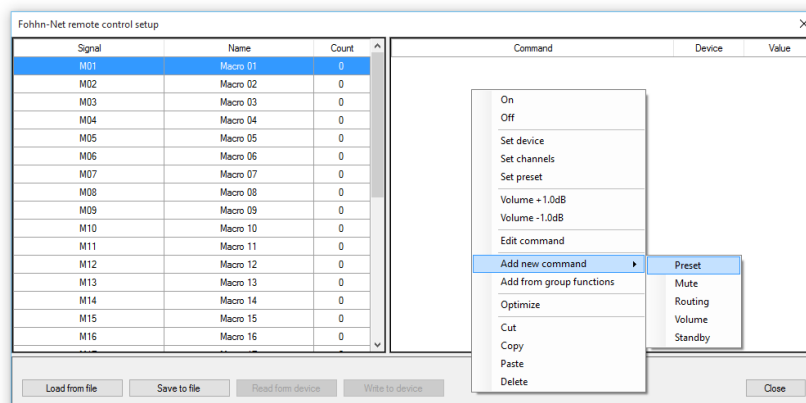 Fohhn-Net remote control setup
Signal Name Count Command Device Value
M01 Macro 01 0
M02 Macro 02 0
M03 Macro 03 0
M04 Macro 04 0
M05 Macro 05 0
M06 Macro 06 0
M07 Macro 07 0
M08 Macro 08 0
M09 Macro 09 0
M10 Macro 10 0
M11 Macro 11 0
M12 Macro 12 0
M13 Macro 13 0
M14 Macro 14 0
M15 Macro 15 0
M16 Macro 16 0
On
Off
Set device
Set channels
Set preset
Volume +1.0dB
Volume -1.0dB
Edit command
Add new command
Add from group functions
Optimize
Cut
Copy
Paste
Delete
Preset
Mute
Routing
Volume
Standby
Load from file Save to file Read form device Write to device Close